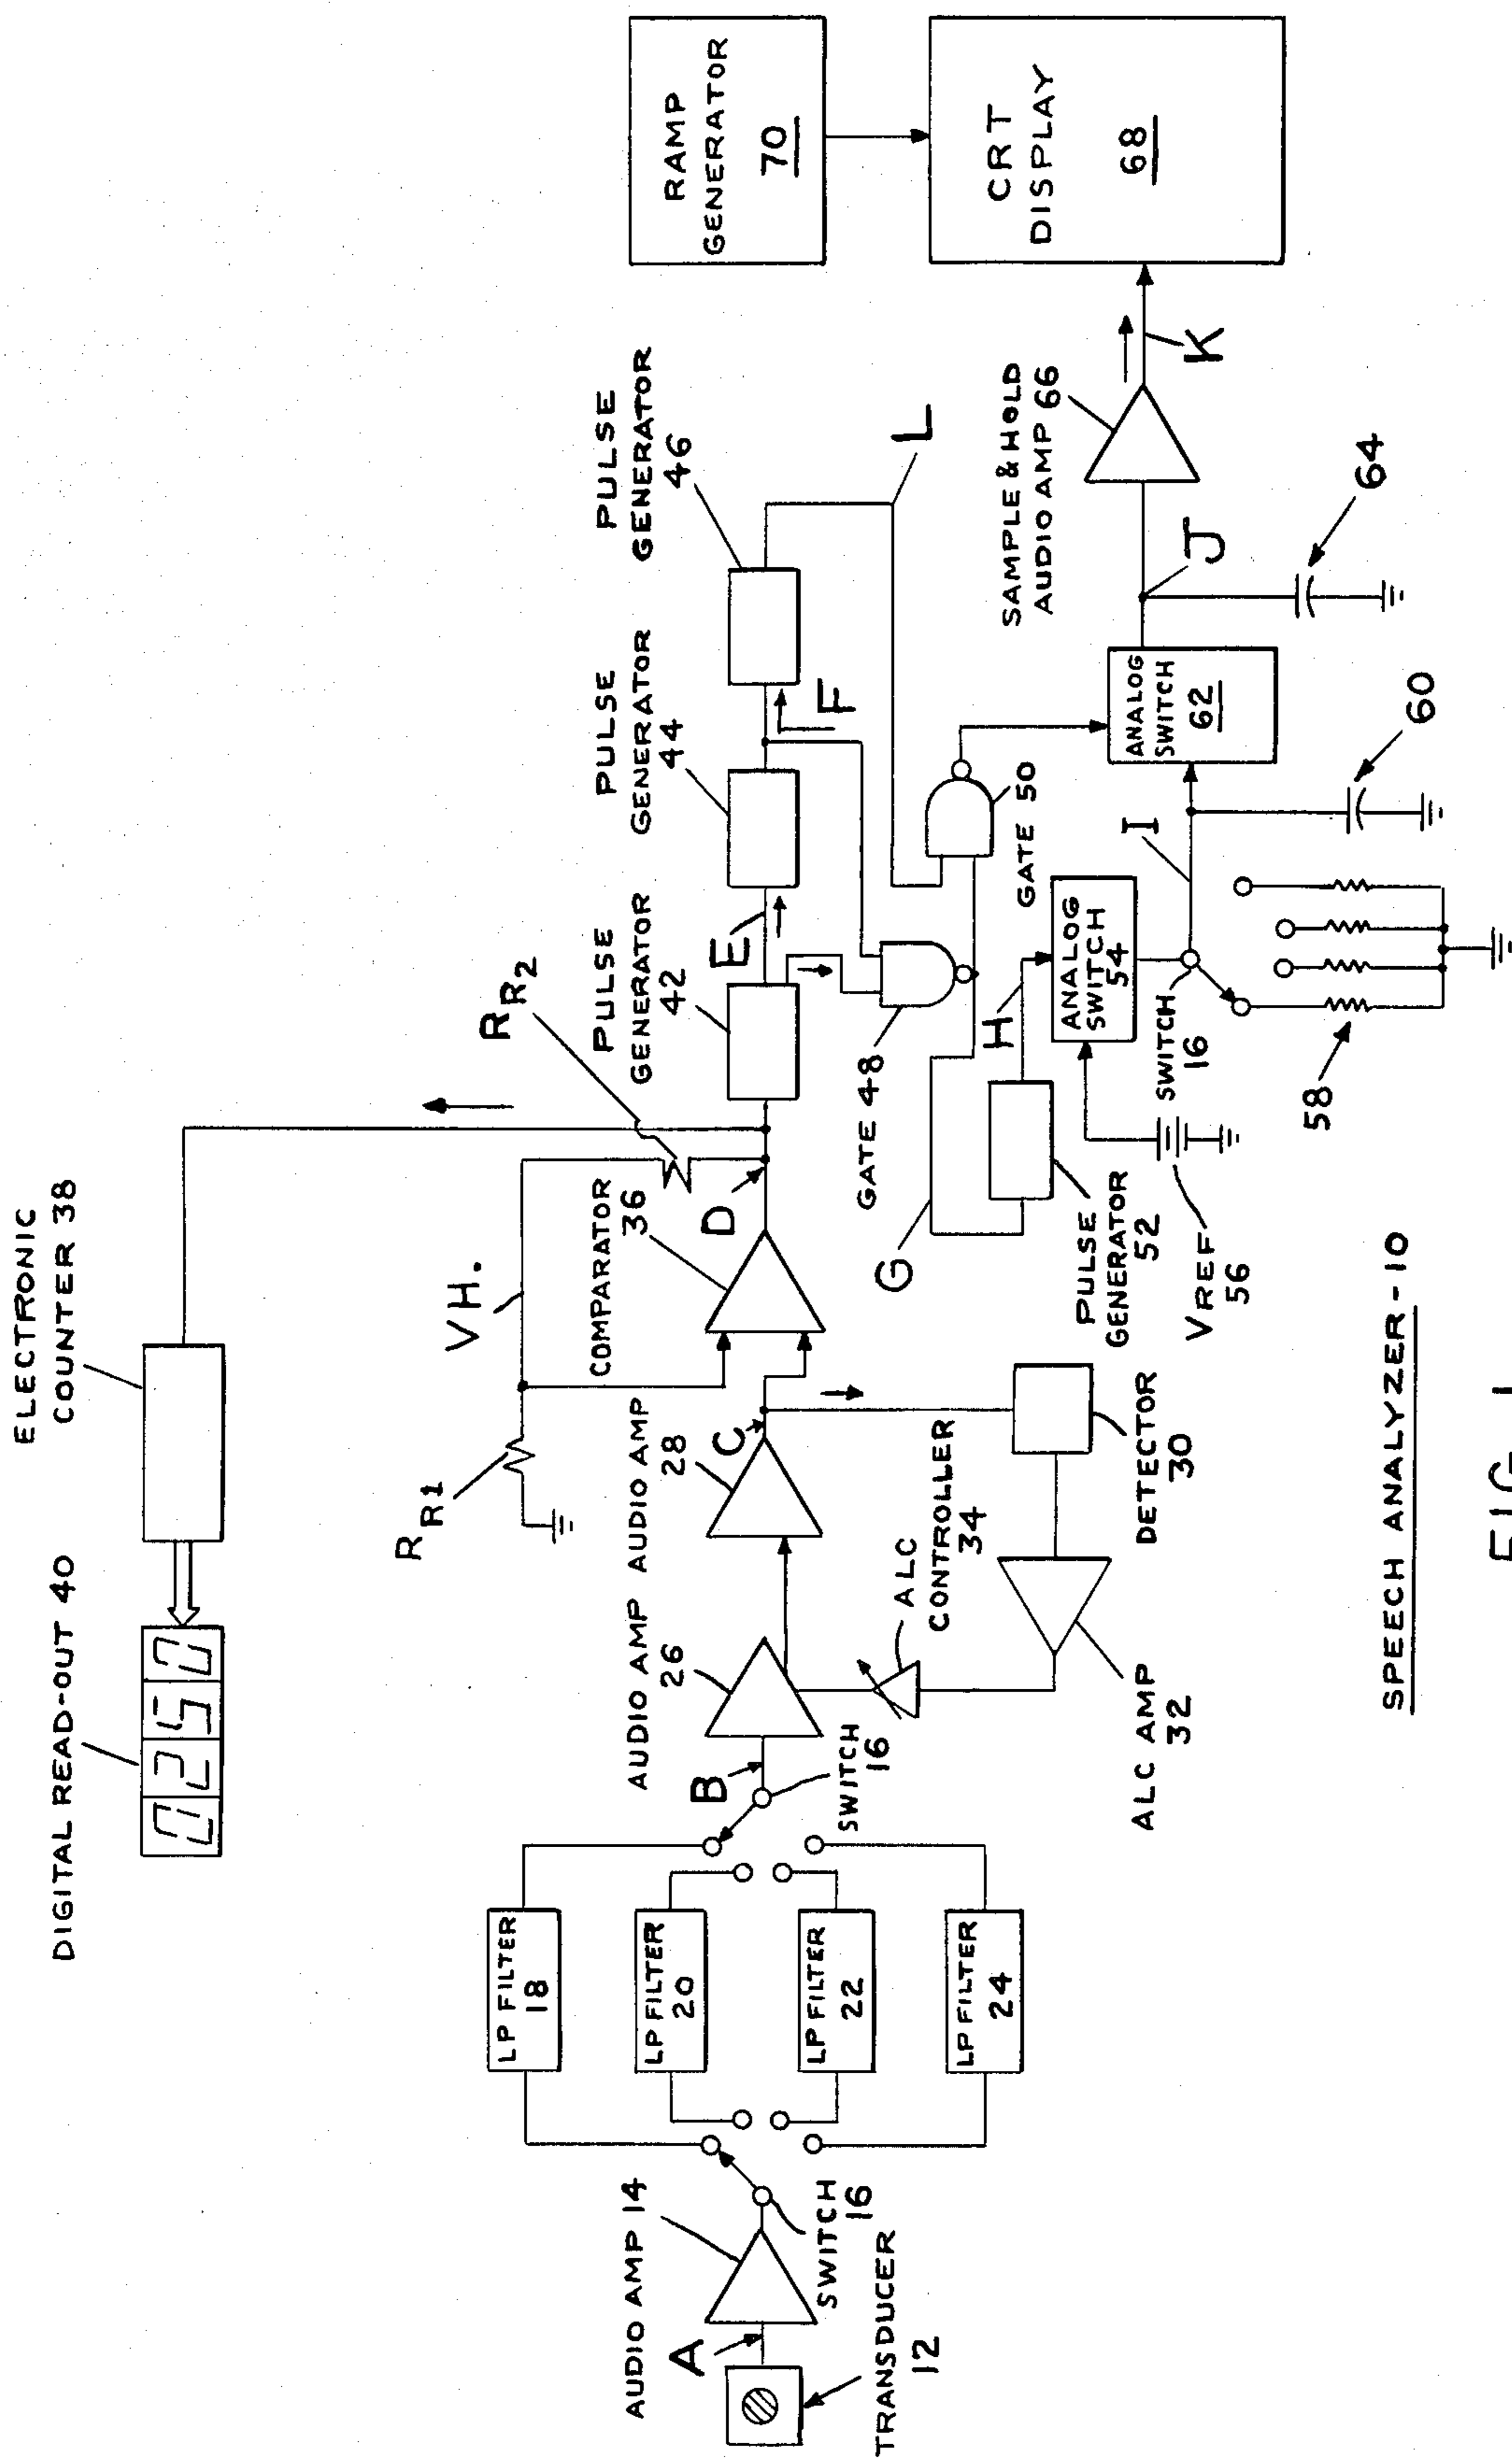 DIGITAL READ-OUT 40
0250
ELECTRONIC
COUNTER 38
R R1
VH.
R R2
LP FILTER
18
LP FILTER
20
LP FILTER
22
LP FILTER
24
AUDIO AMP 14
A
TRANSDUCER
12
SWITCH
16
B
SWITCH
16
AUDIO AMP
26
AUDIO AMP
28
C
ALC
CONTROLLER
34
ALC AMP
32
DETECTOR
30
COMPARATOR
36
D
PULSE
GENERATOR
42
E
PULSE
GENERATOR
44
F
PULSE
GENERATOR
46
L
GATE 48
G
GATE 50
PULSE
GENERATOR
52
H
VREF
56
ANALOG
SWITCH
54
SWITCH
16
58
I
60
ANALOG
SWITCH
62
J
64
SAMPLE & HOLD
AUDIO AMP 66
K
RAMP
GENERATOR
70
CRT
DISPLAY
68
SPEECH ANALYZER-10